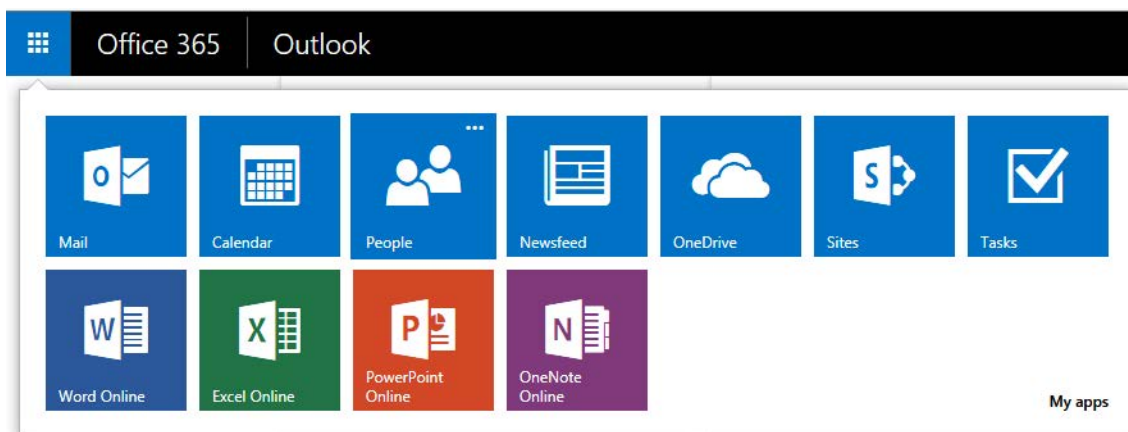 Office 365 Outlook
Mail Calendar People Newsfeed OneDrive Sites Tasks
Word Online Excel Online PowerPoint Online OneNote Online
My apps